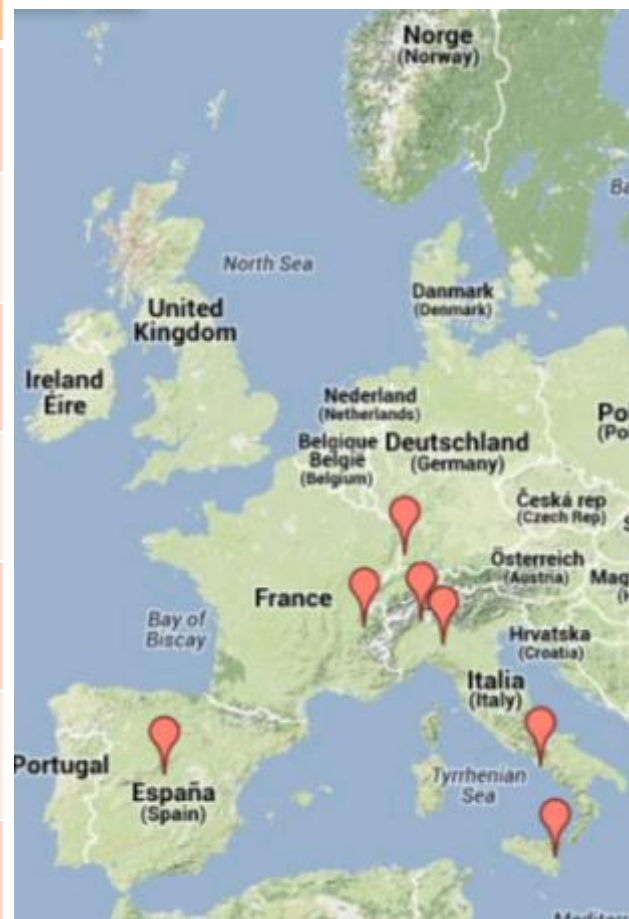 Norge
(Norway)
North Sea
Danmark
(Denmark)
United
Kingdom
Ireland
Éire
Nederland
(Netherlands)
Belgique
België
(Belgium)
Deutschland
(Germany)
Česká rep
(Czech Rep)
Österreich
(Austria)
France
Bay of
Biscay
Hrvatska
(Croatia)
Italia
(Italy)
Portugal
España
(Spain)
Tyrrhenian
Sea